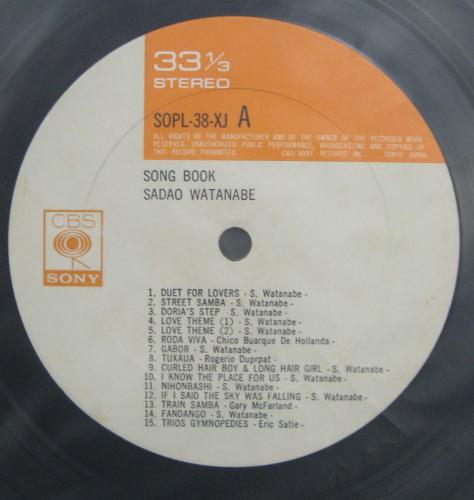 33 1/3
STEREO
SOPL-38-XJ A
ALL RIGHTS OF THE MANUFACTURER AND OF THE OWNER OF THE RECORDED WORK
RESERVED. UNAUTHORIZED PUBLIC PERFORMANCE, BROADCASTING AND COPYING OF
THIS RECORD PROHIBITED. CBS/SONY RECORDS INC. TOKYO JAPAN.
SONG BOOK
SADAO WATANABE
CBS
SONY
1. DUET FOR LOVERS - S. Watanabe -
2. STREET SAMBA - S. Watanabe -
3. DORIA'S STEP - S. Watanabe -
4. LOVE THEME (1) - S. Watanabe -
5. LOVE THEME (2) - S. Watanabe -
6. RODA VIVA - Chico Buarque De Hollanda -
7. GABOR - S. Watanabe -
8. TUXAUA - Rogerio Duprpat -
9. CURLED HAIR BOY & LONG HAIR GIRL - S. Watanabe -
10. I KNOW THE PLACE FOR US - S. Watanabe -
11. NIHONBASHI - S. Watanabe -
12. IF I SAID THE SKY WAS FALLING - S. Watanabe -
13. TRAIN SAMBA - Gary McFarland -
14. FANDANGO - S. Watanabe -
15. TRIOS GYMNOPEDIES - Eric Satie -